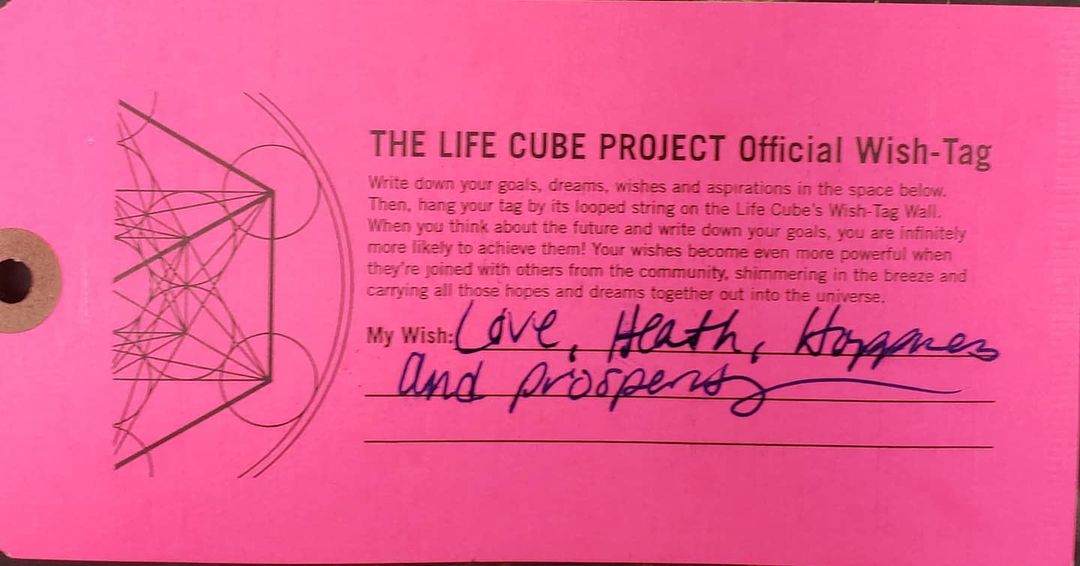 THE LIFE CUBE PROJECT Official Wish-Tag
Write down your goals, dreams, wishes and aspirations in the space below.
Then, hang your tag by its looped string on the Life Cube's Wish-Tag Wall.
When you think about the future and write down your goals, you are infinitely
more likely to achieve them! Your wishes become even more powerful when
they're joined with others from the community, shimmering in the breeze and
carrying all those hopes and dreams together out into the universe.
My Wish: Love, Heath, Happness
And prosperity